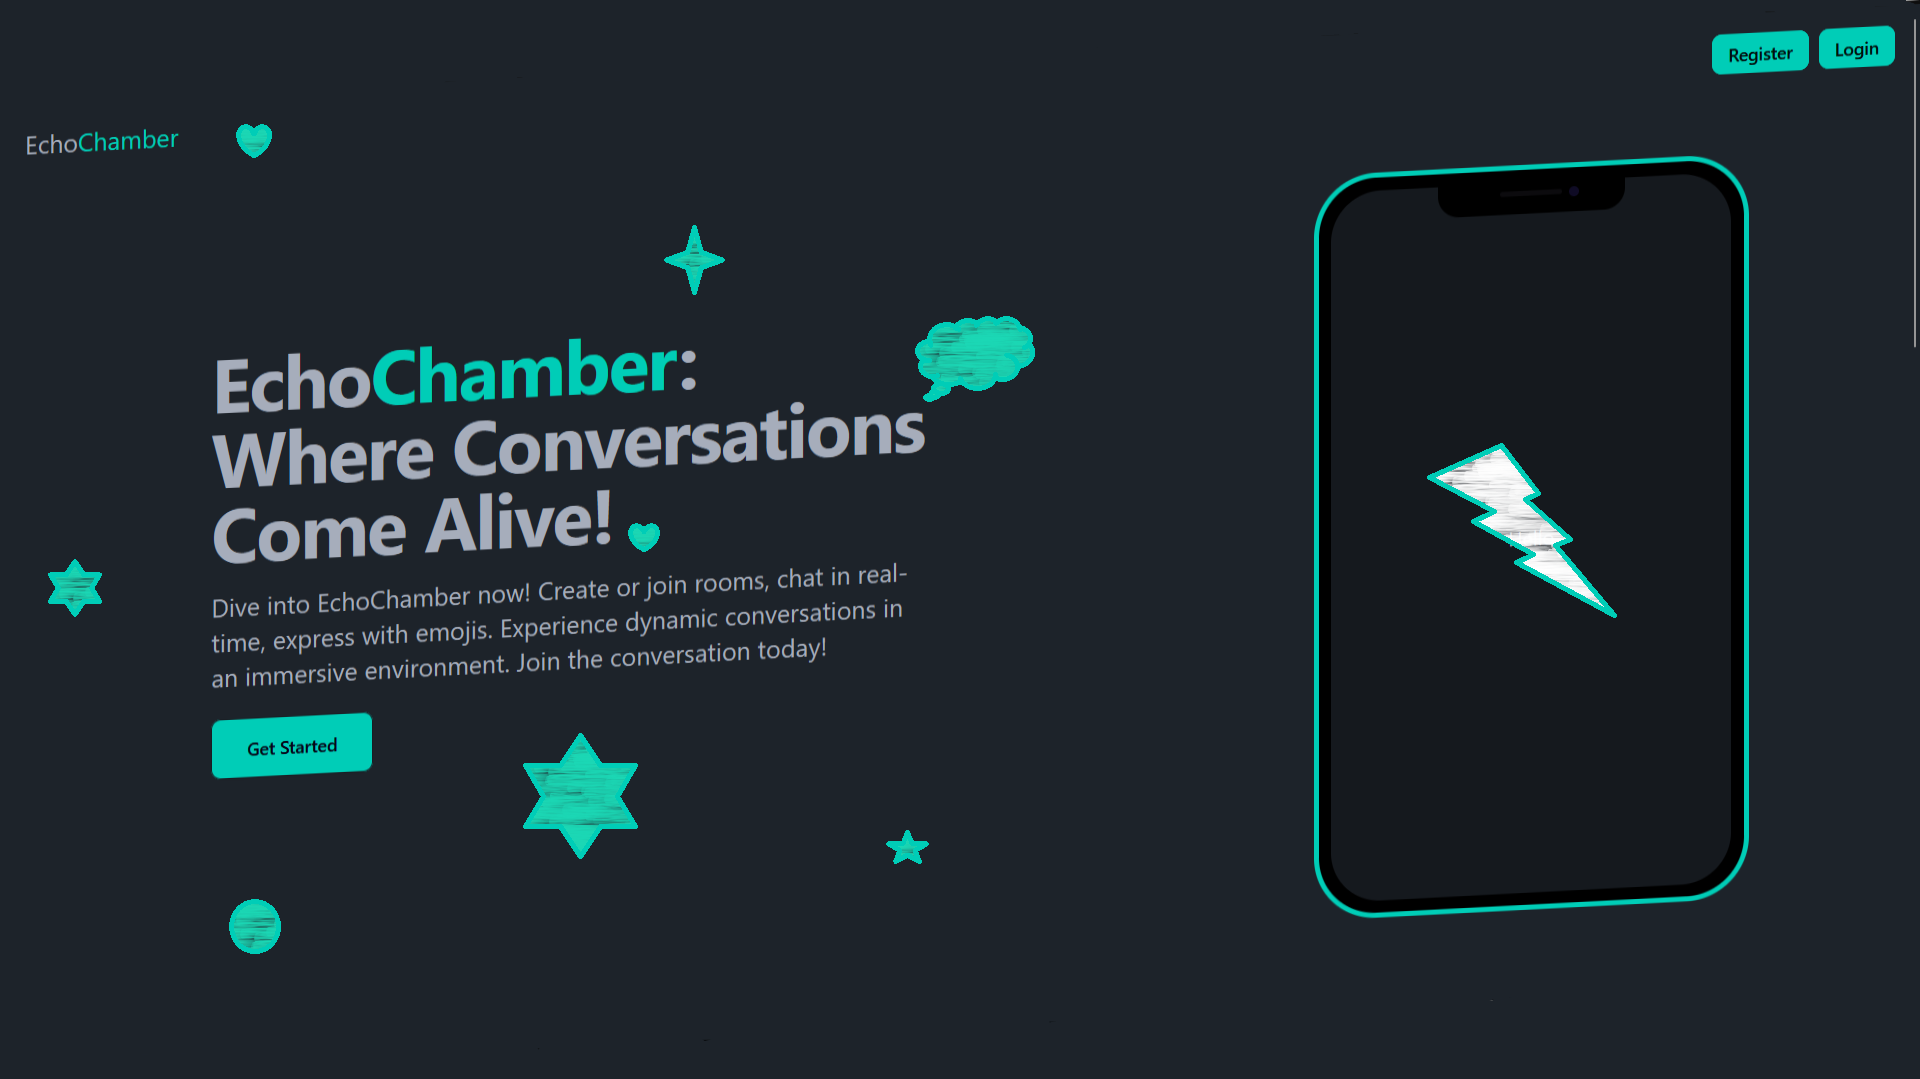 Register
Login
EchoChamber
EchoChamber:
Where Conversations
Come Alive!
Dive into EchoChamber now! Create or join rooms, chat in real-
time, express with emojis. Experience dynamic conversations in
an immersive environment. Join the conversation today!
Get Started